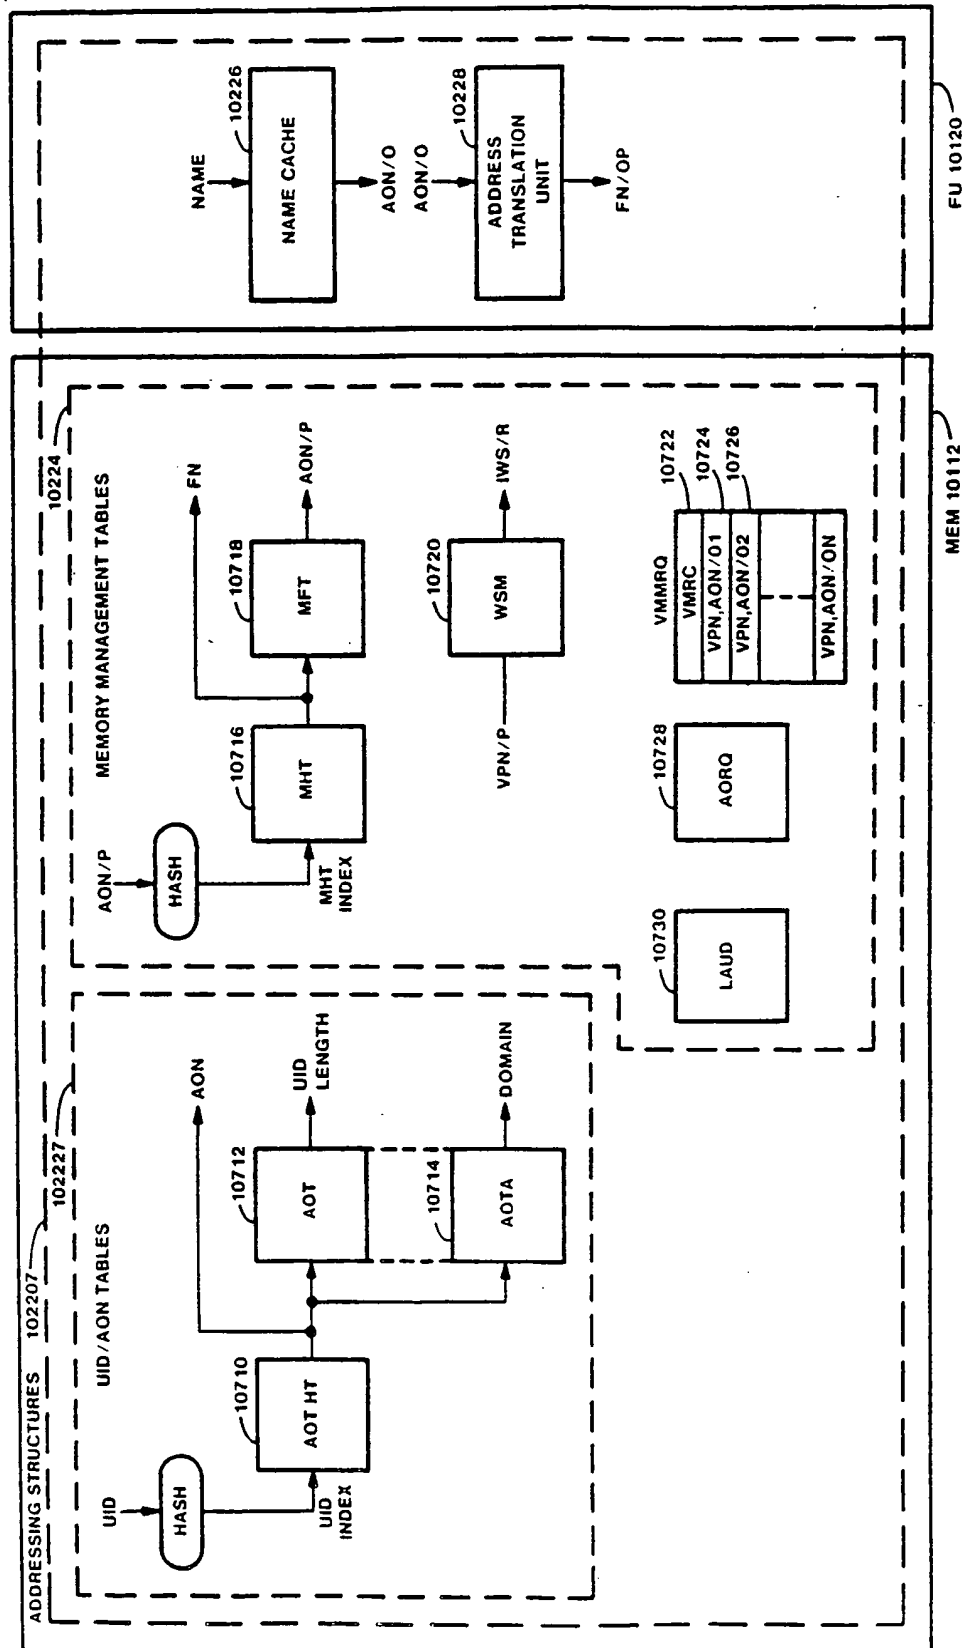 ADDRESSING STRUCTURES 102207
102227
UID/AON TABLES
UID
HASH
UID
INDEX
10710
AOT HT
AON
10712
AOT
UID
LENGTH
10714
AOTA
DOMAIN
10224
MEMORY MANAGEMENT TABLES
AON/P
HASH
MHT
INDEX
10716
MHT
FN
10718
MFT
AON/P
VPN/P
10720
WSM
IWS/R
10730
LAUD
10728
AORQ
VMMRQ
10722
VMRC
10724
VPN,AON/O1
10726
VPN,AON/O2
VPN,AON/ON
MEM 10112
NAME
10226
NAME CACHE
AON/O
AON/O
10228
ADDRESS
TRANSLATION
UNIT
FN/OP
FU 10120